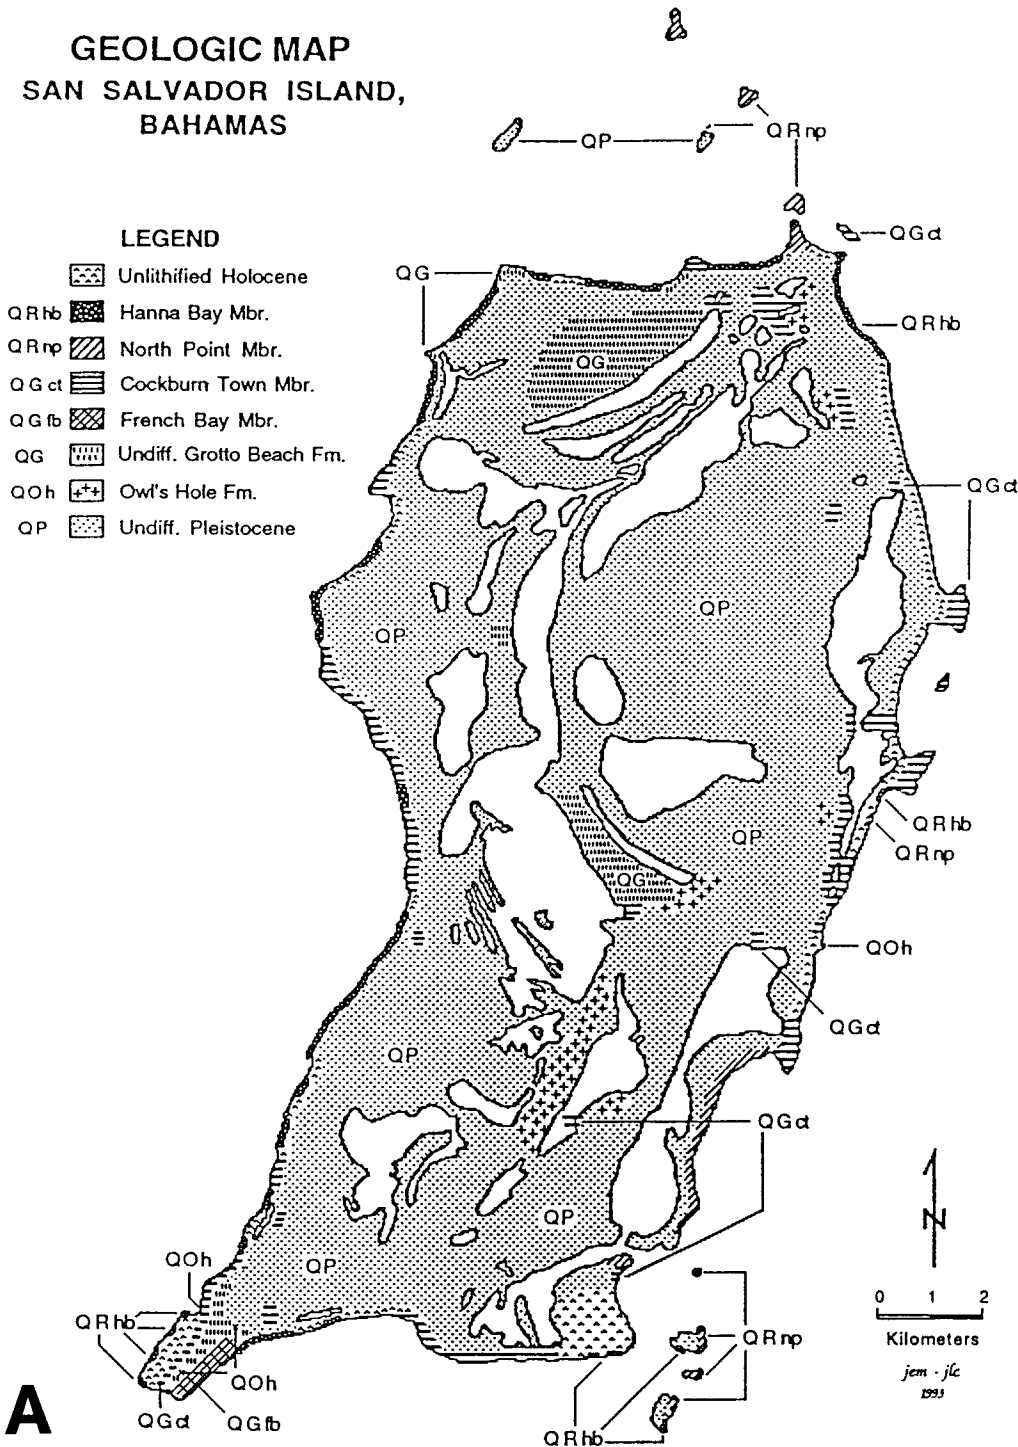 GEOLOGIC MAP
SAN SALVADOR ISLAND,
BAHAMAS
QP
QRnp
QGct
LEGEND
Unlithified Holocene
QRhb Hanna Bay Mbr.
QRnp North Point Mbr.
QGct Cockburn Town Mbr.
QGfb French Bay Mbr.
QG Undiff. Grotto Beach Fm.
QOh Owl's Hole Fm.
QP Undiff. Pleistocene
QG
QRhb
QG
QGct
QP
QP
QRhb
QP
QRnp
QG
QOh
QGct
QP
QGct
QP
QOh
QP
QRhb
QRnp
QOh
QGct
QGfb
QRhb
N
0 1 2
Kilometers
jem - jlc
1993
A